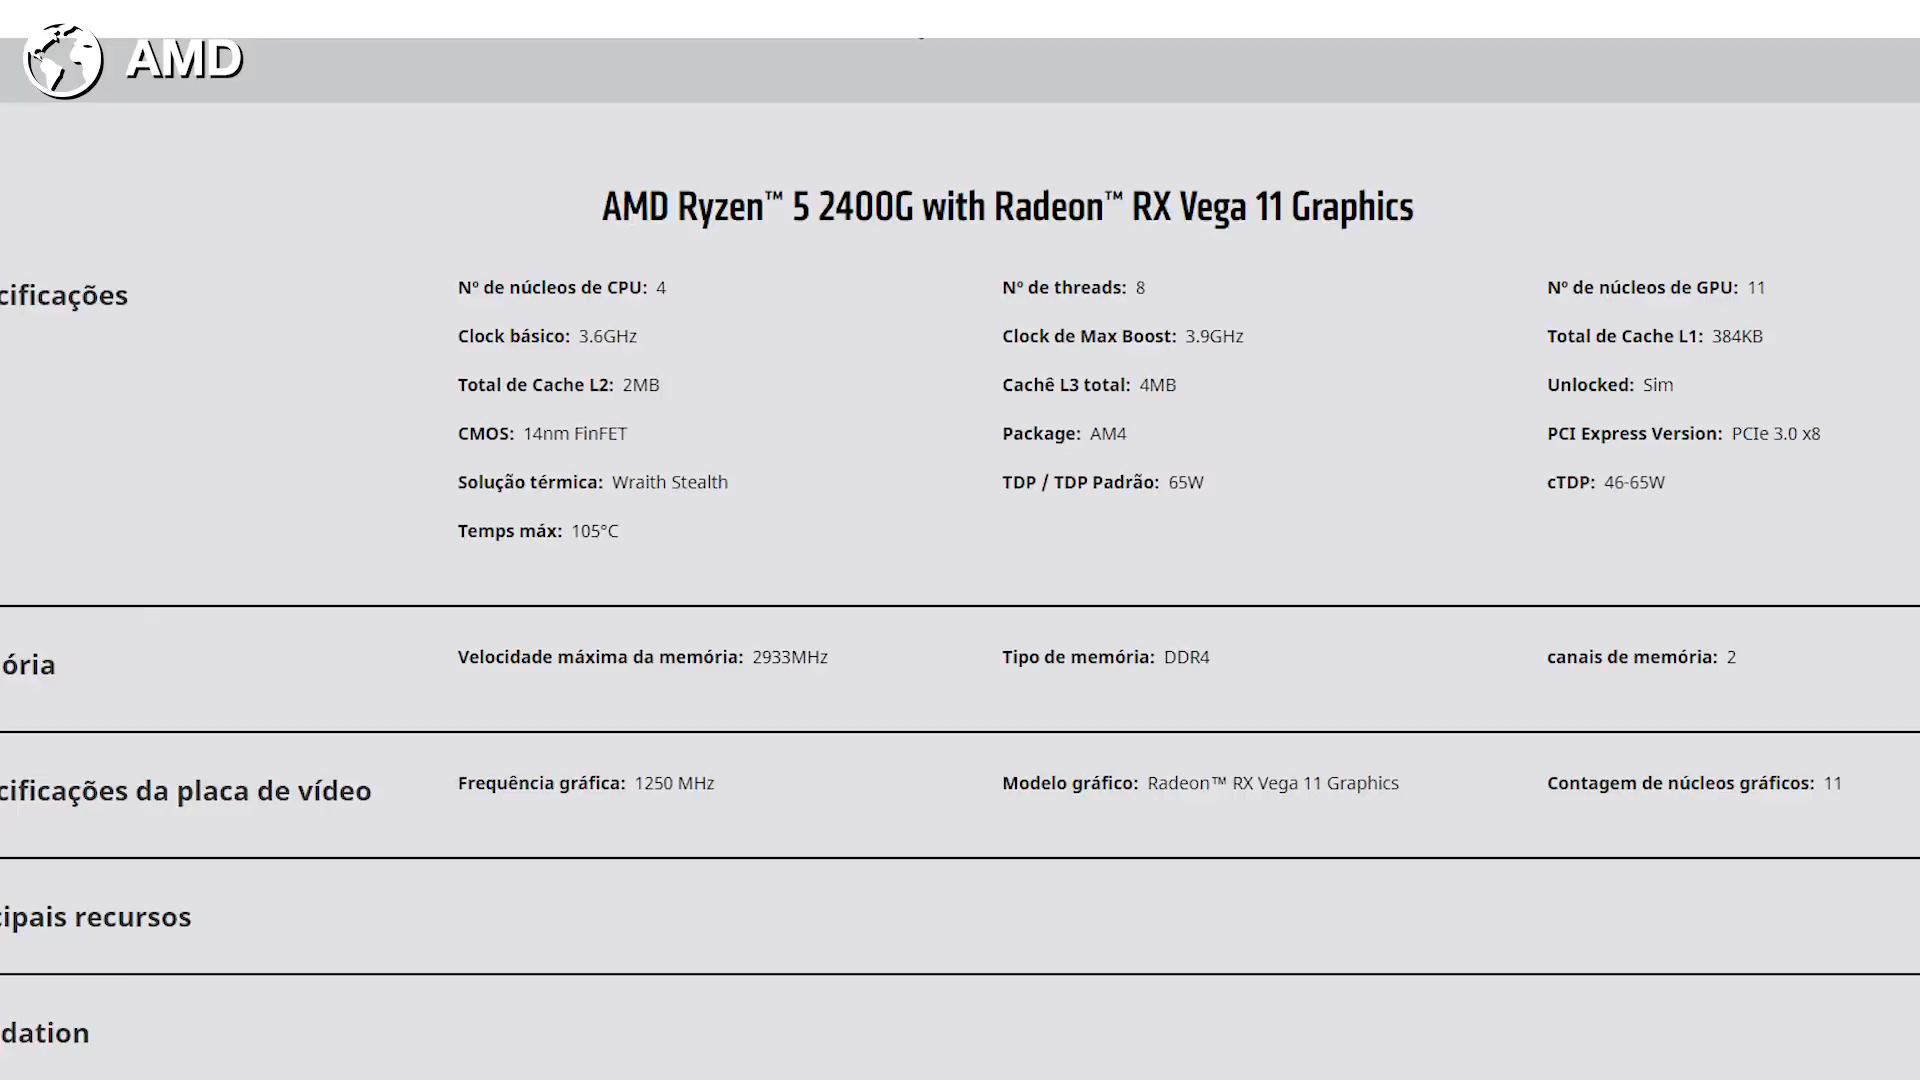 AMD
AMD Ryzen™ 5 2400G with Radeon™ RX Vega 11 Graphics
cificações
Nº de núcleos de CPU: 4
Nº de threads: 8
Nº de núcleos de GPU: 11
Clock básico: 3.6GHz
Clock de Max Boost: 3.9GHz
Total de Cache L1: 384KB
Total de Cache L2: 2MB
Cachê L3 total: 4MB
Unlocked: Sim
CMOS: 14nm FinFET
Package: AM4
PCI Express Version: PCIe 3.0 x8
Solução térmica: Wraith Stealth
TDP / TDP Padrão: 65W
cTDP: 46-65W
Temps máx: 105°C
ória
Velocidade máxima da memória: 2933MHz
Tipo de memória: DDR4
canais de memória: 2
cificações da placa de vídeo
Frequência gráfica: 1250 MHz
Modelo gráfico: Radeon™ RX Vega 11 Graphics
Contagem de núcleos gráficos: 11
cipais recursos
dation